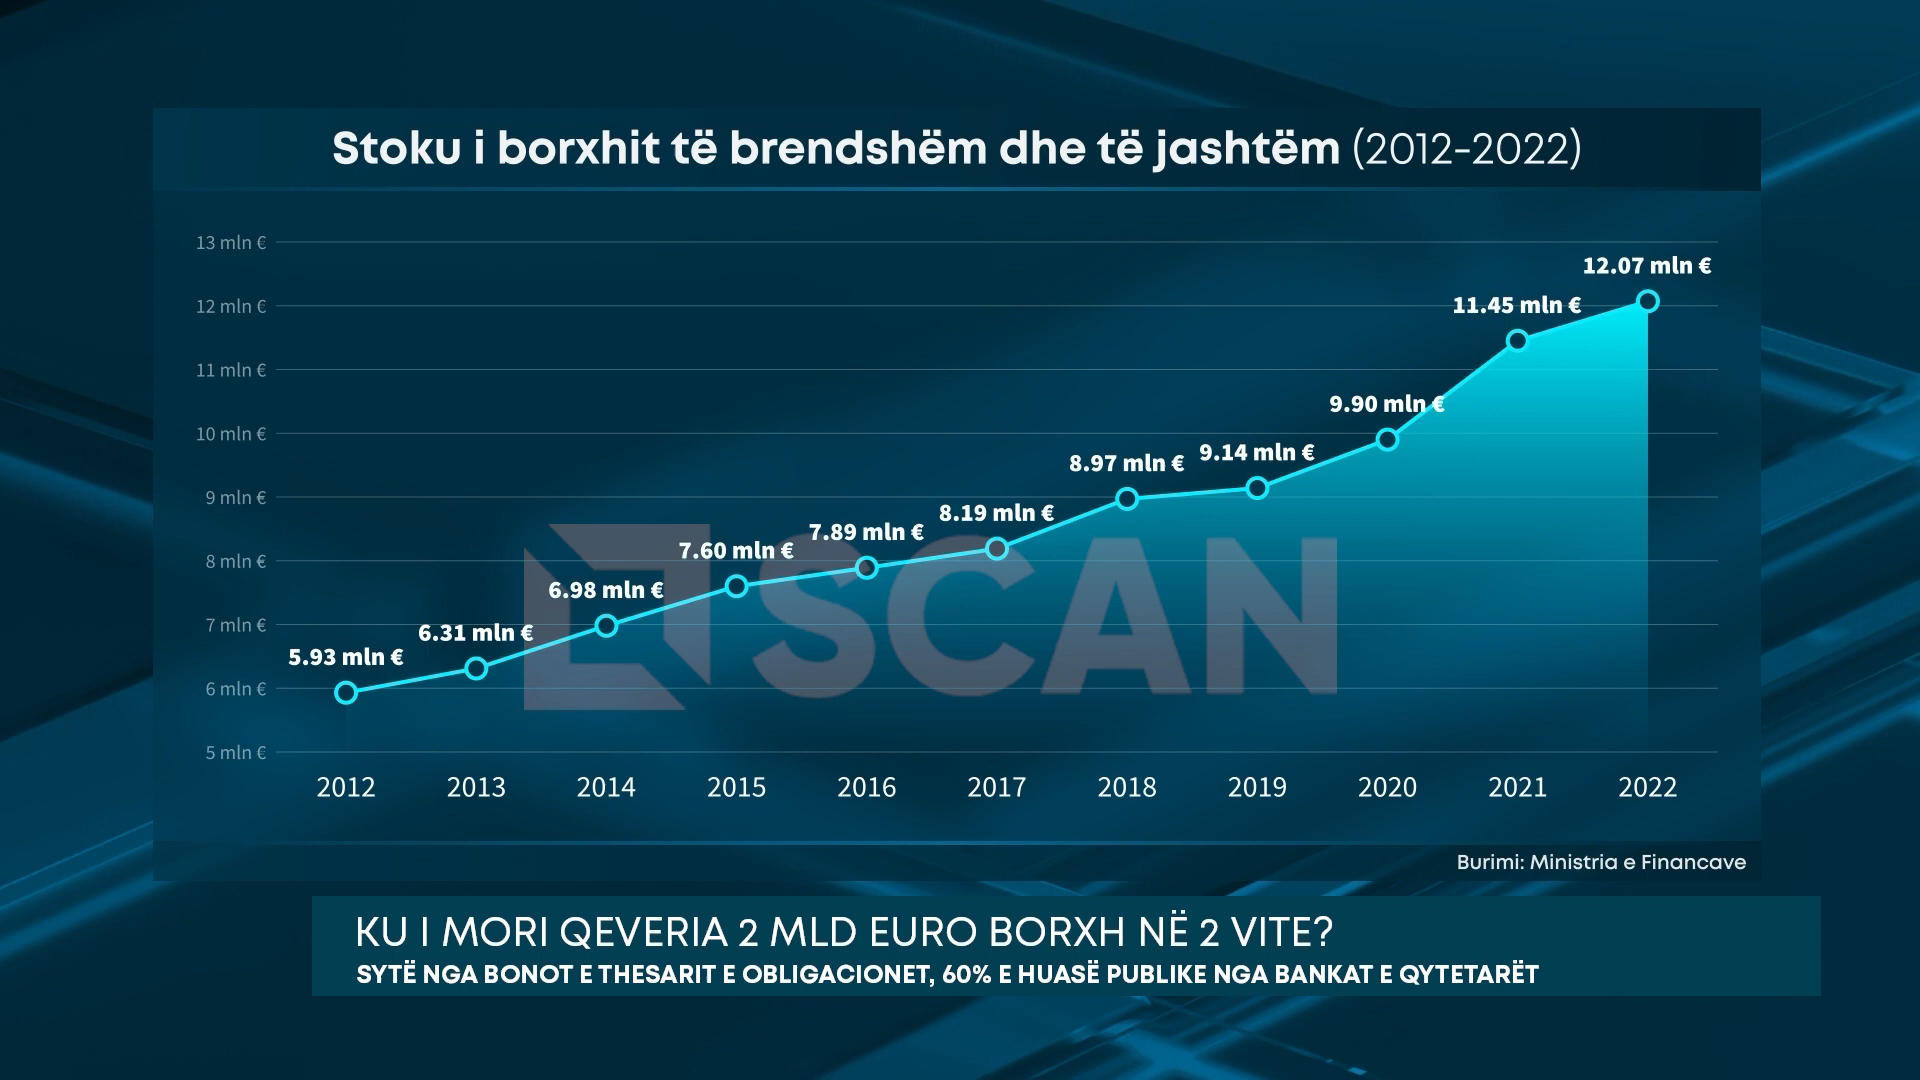 Stoku i borxhit të brendshëm dhe të jashtëm (2012-2022)
13 mln €
12 mln €
11 mln €
10 mln €
9 mln €
8 mln €
7 mln €
6 mln €
5 mln €
5.93 mln €
6.31 mln €
6.98 mln €
7.60 mln €
7.89 mln €
8.19 mln €
8.97 mln €
9.14 mln €
9.90 mln €
11.45 mln €
12.07 mln €
SCAN
2012 2013 2014 2015 2016 2017 2018 2019 2020 2021 2022
Burimi: Ministria e Financave
KU I MORI QEVERIA 2 MLD EURO BORXH NË 2 VITE?
SYTË NGA BONOT E THESARIT E OBLIGACIONET, 60% E HUASË PUBLIKE NGA BANKAT E QYTETARËT